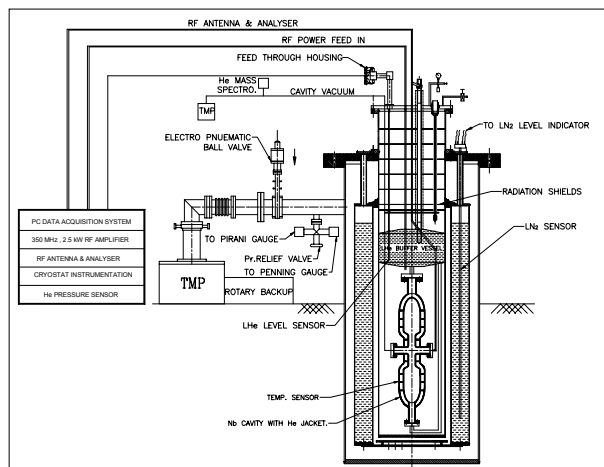 RF ANTENNA & ANALYSER
RF POWER FEED IN
FEED THROUGH HOUSING
He MASS
SPECTRO.
CAVITY VACUUM
TMP
ELECTRO PNUEMATIC
BALL VALVE
TO LN2 LEVEL INDICATOR
RADIATION SHIELDS
LN2 SENSOR
PC DATA ACQUISITION SYSTEM
350 MHz , 2.5 kW RF AMPLIFIER
RF ANTENNA & ANALYSER
CRYOSTAT INSTRUMENTATION
He PRESSURE SENSOR
TO PIRANI GAUGE
Pr.RELIEF VALVE
TO PENNING GAUGE
LHe BUFFER VESSEL
TMP
ROTARY BACKUP
LHe LEVEL SENSOR
TEMP. SENSOR
Nb CAVITY WITH He JACKET.